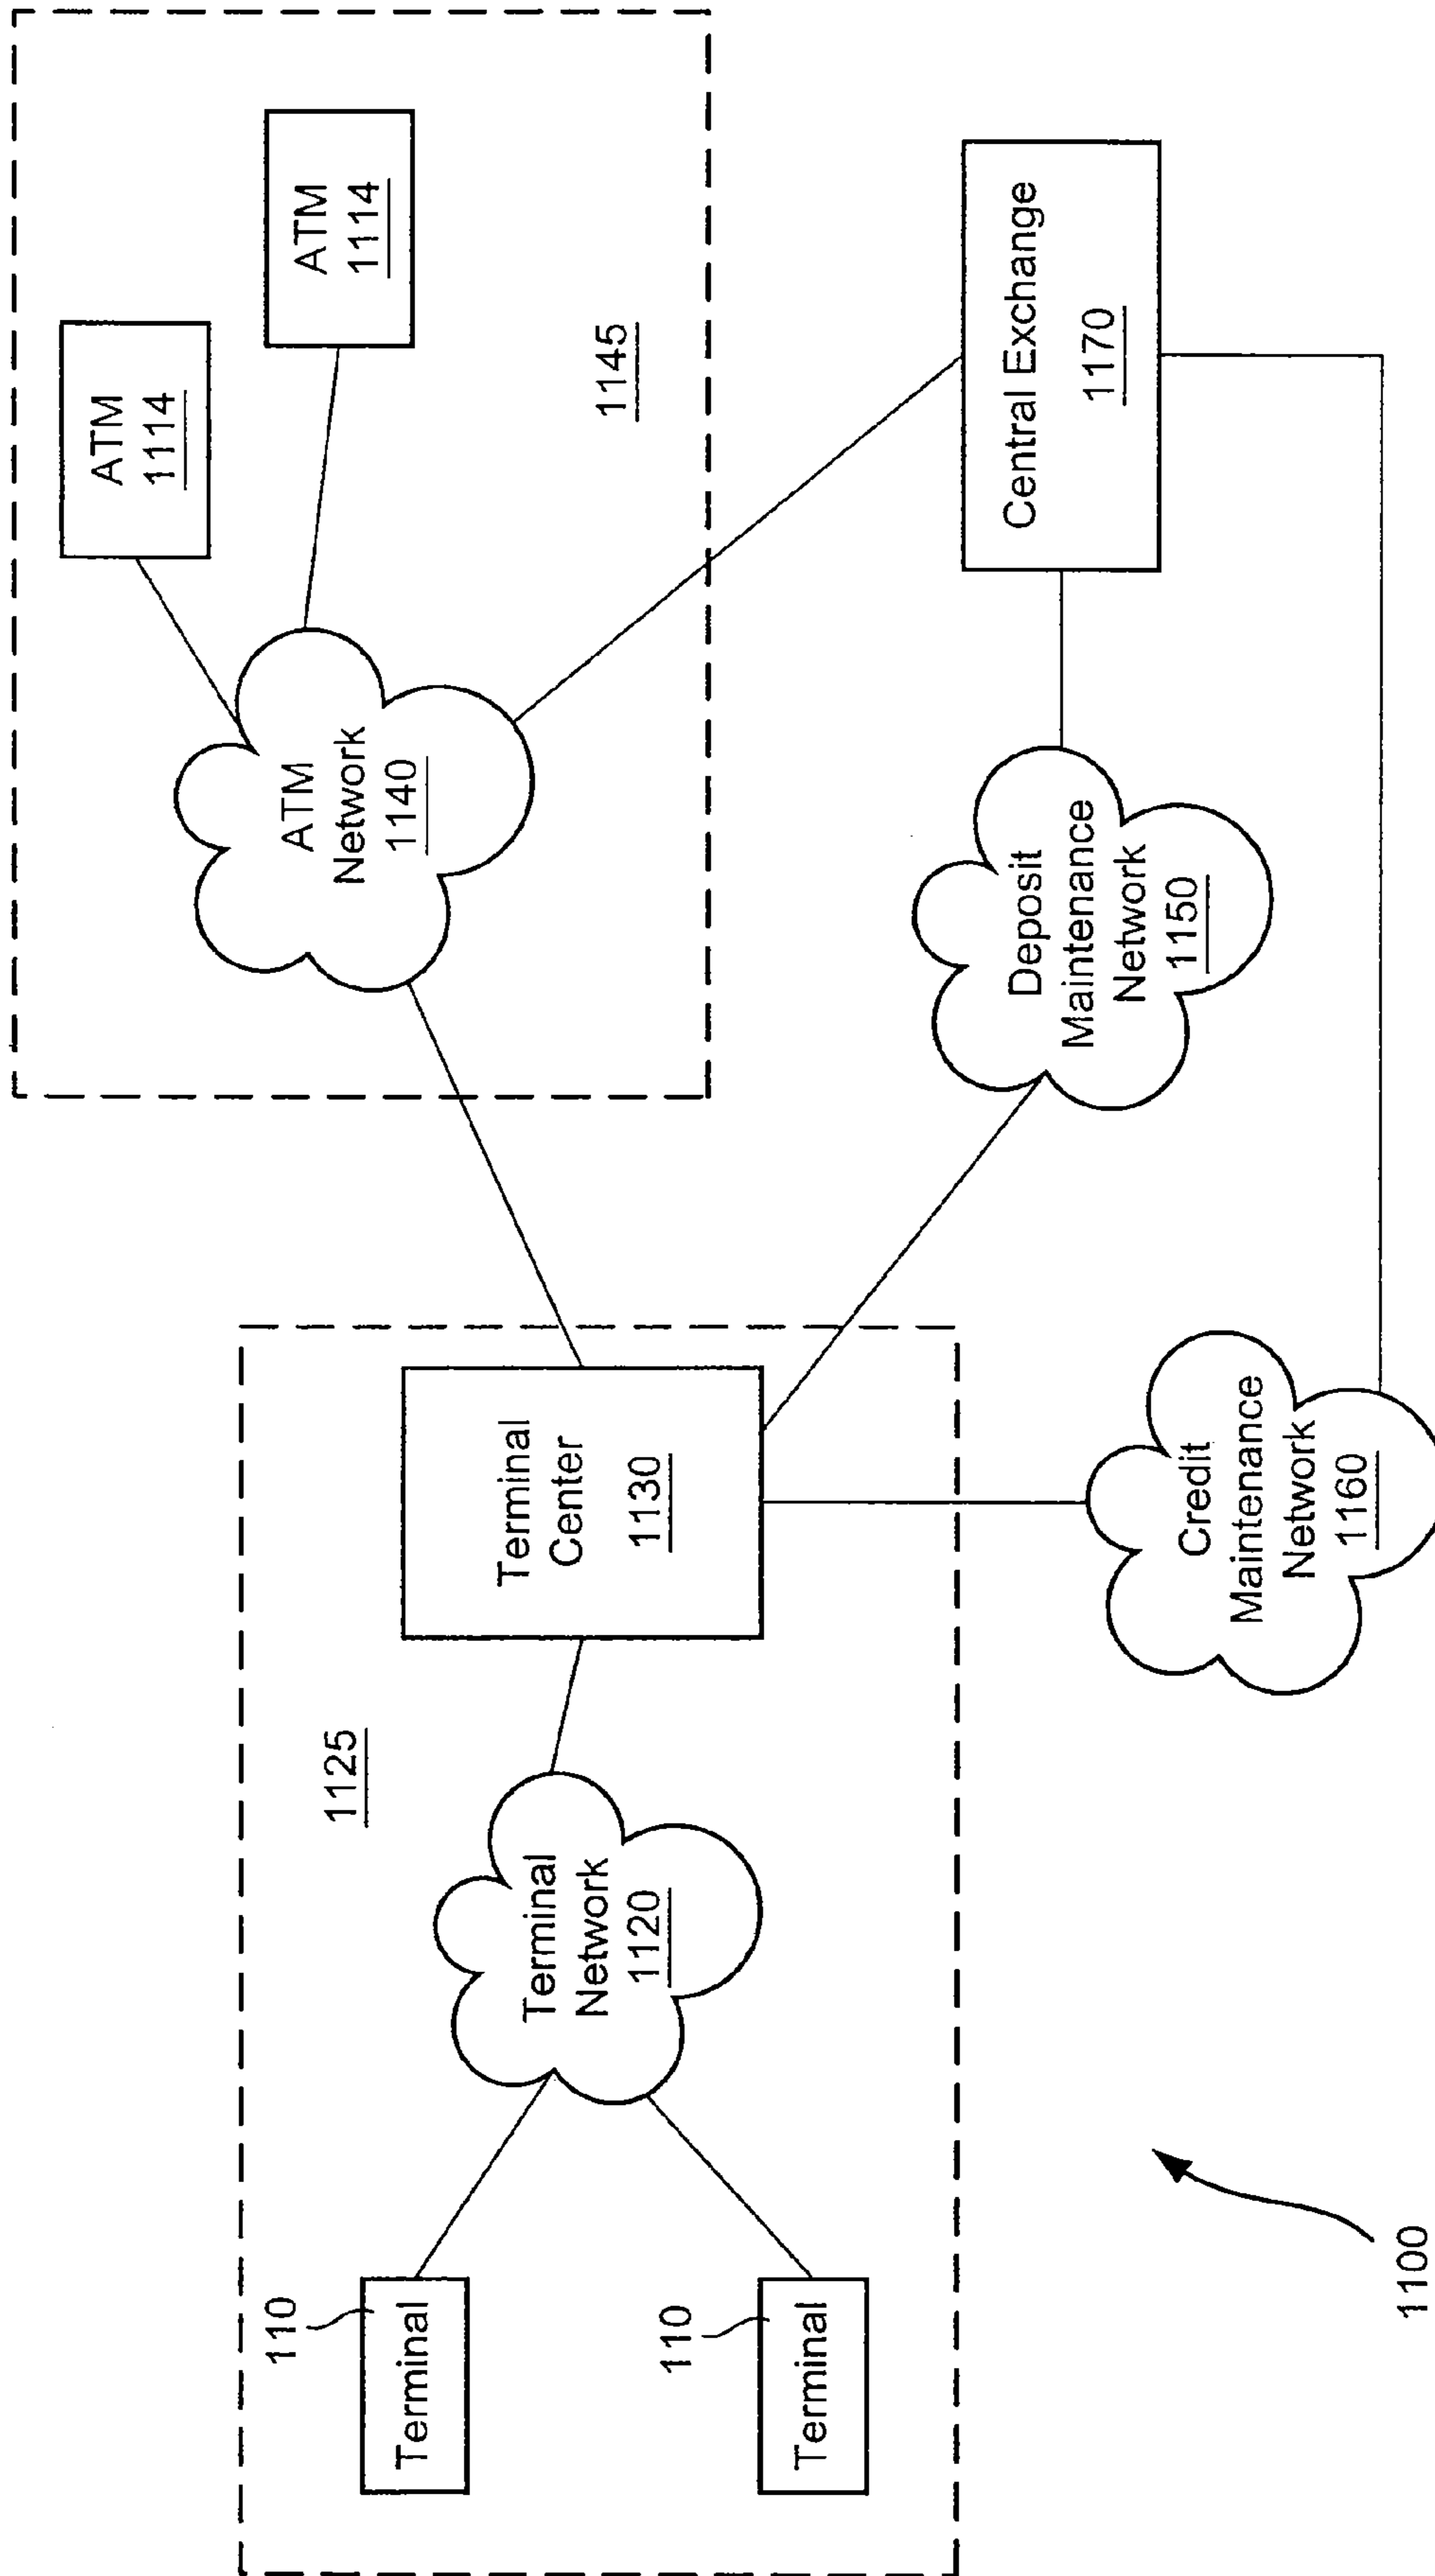 ATM
1114
ATM
1114
ATM
Network
1140
1145
110
Terminal
110
Terminal
Terminal
Network
1120
1125
Terminal
Center
1130
Deposit
Maintenance
Network
1150
Central Exchange
1170
Credit
Maintenance
Network
1160
1100